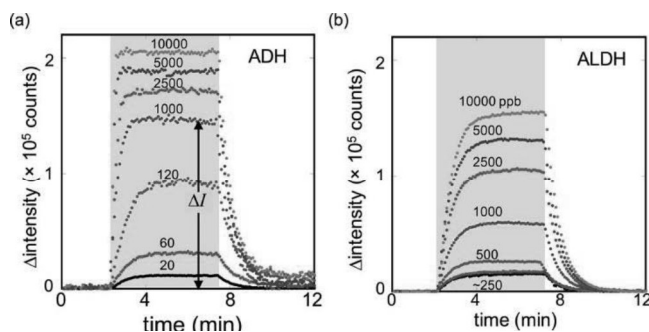 (a)
Δintensity (× 10⁵ counts)
2
1
0
0
4
8
12
time (min)
ADH
10000
5000
2500
1000
120
ΔI
60
20
(b)
Δintensity (× 10⁵ counts)
2
1
0
0
4
8
12
time (min)
ALDH
10000 ppb
5000
2500
1000
500
~250